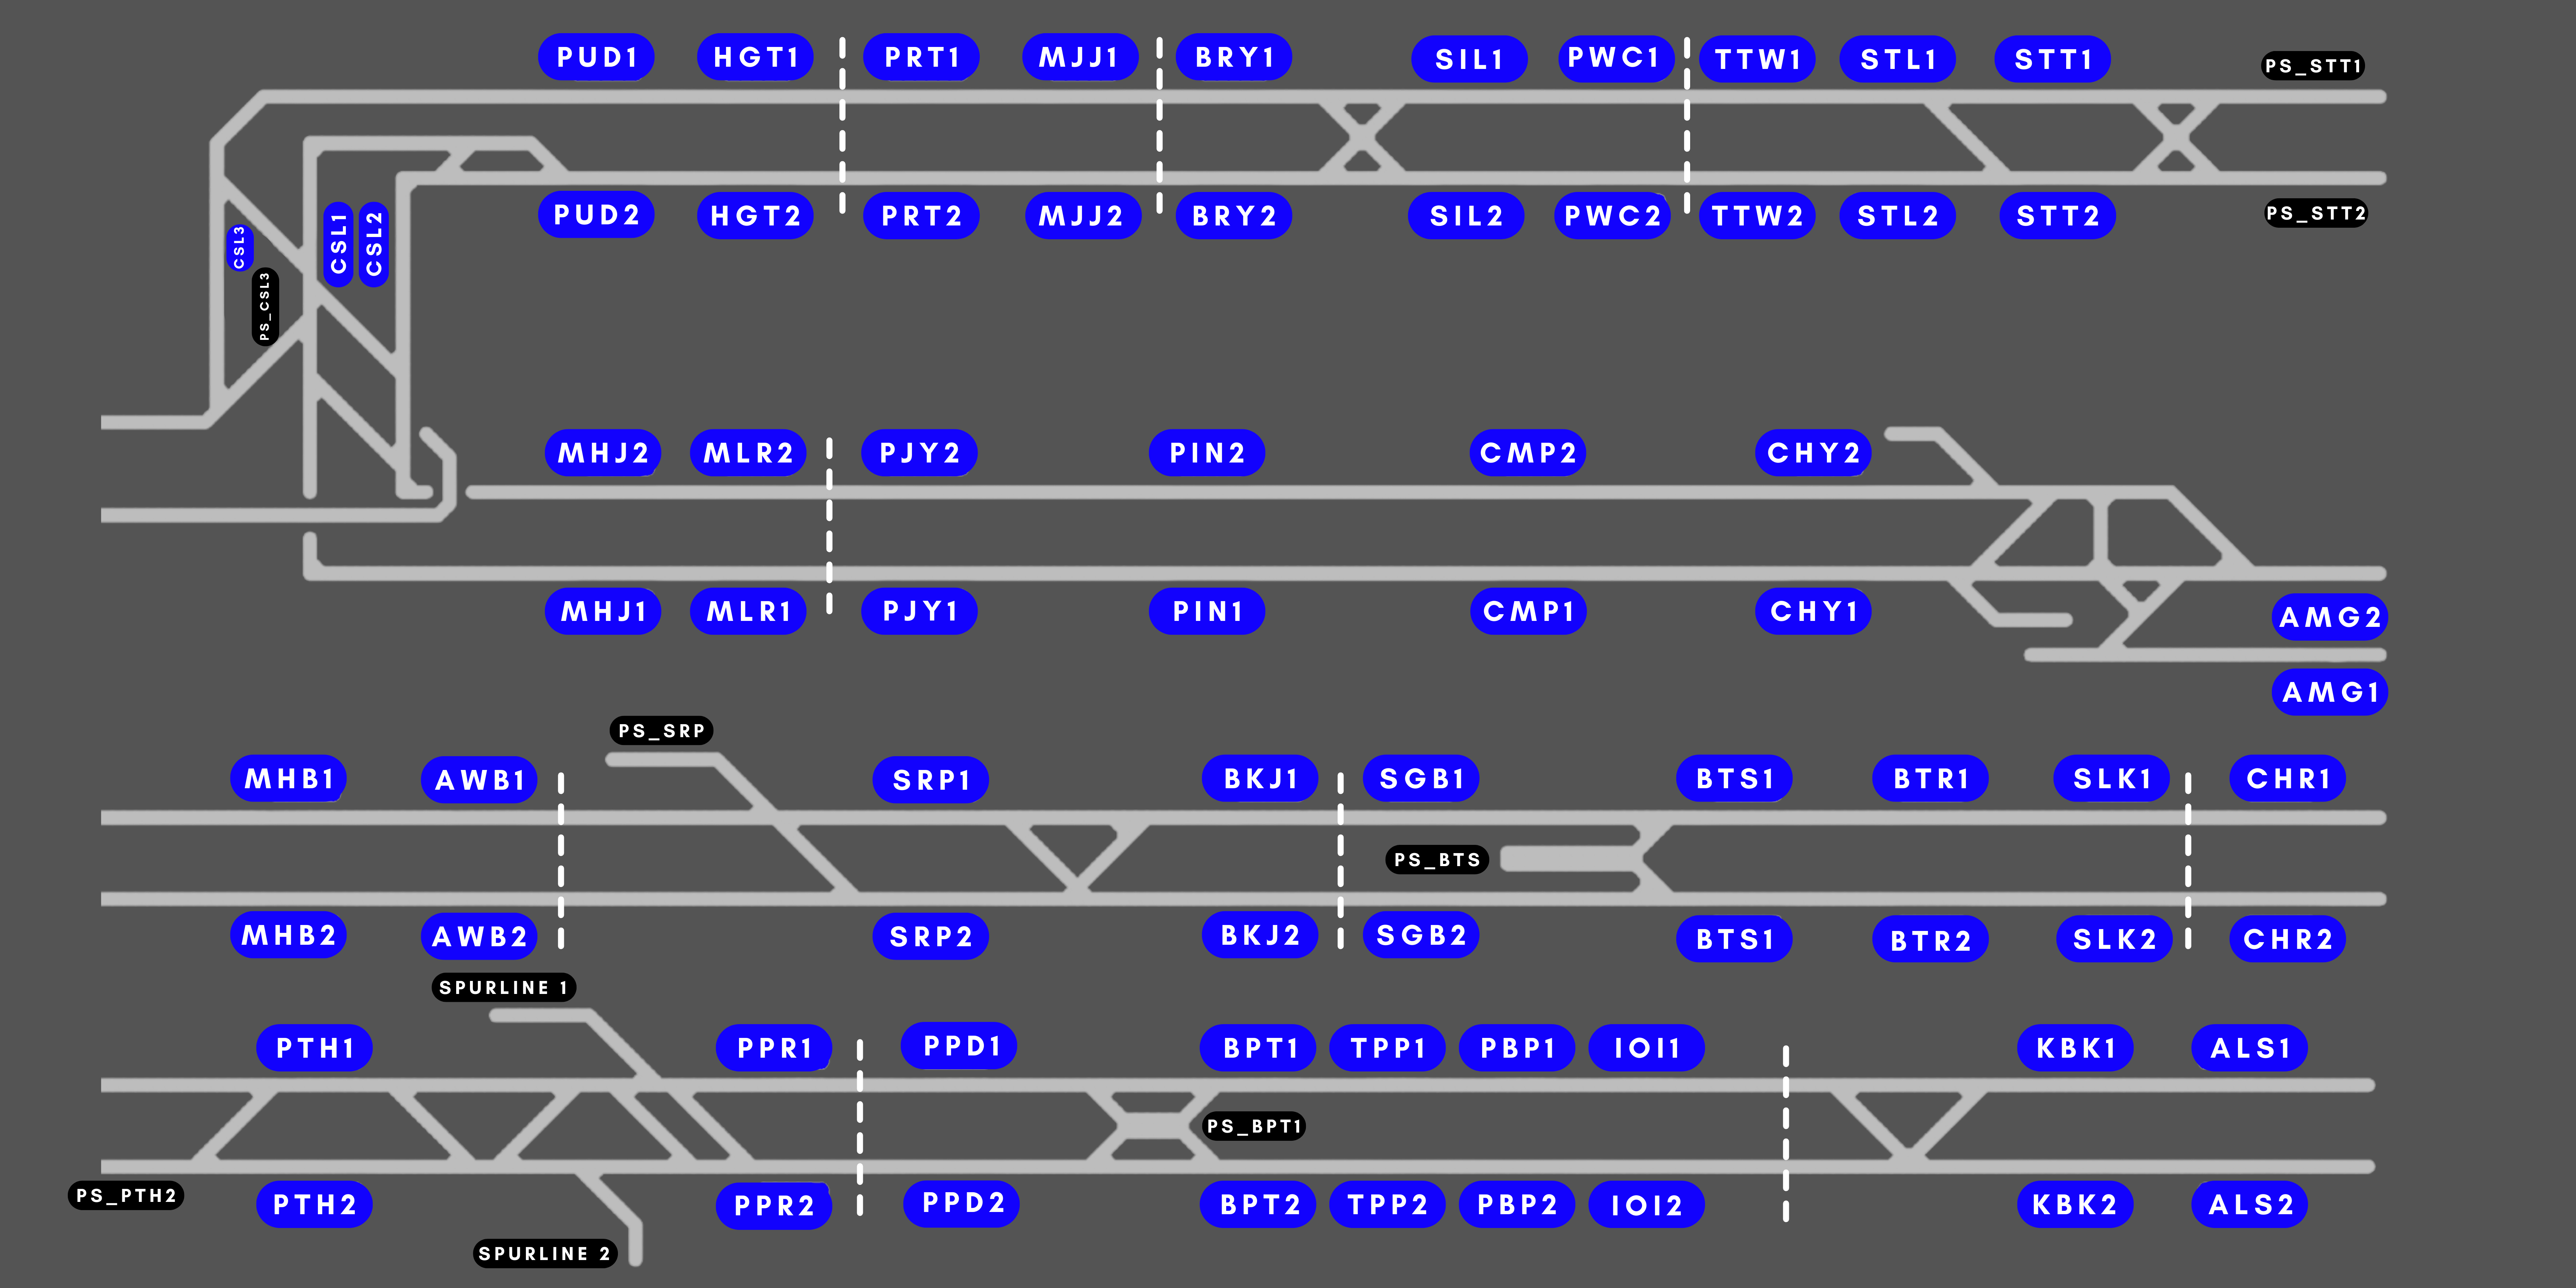 PUD1 HGT1 PRT1 MJJ1 BRY1 SIL1 PWC1 TTW1 STL1 STT1 PS_STT1
PUD2 HGT2 PRT2 MJJ2 BRY2 SIL2 PWC2 TTW2 STL2 STT2 PS_STT2
CSL3 PS_CSL3 CSL1 CSL2
MHJ2 MLR2 PJY2 PIN2 CMP2 CHY2
MHJ1 MLR1 PJY1 PIN1 CMP1 CHY1 AMG2
AMG1
PS_SRP
MHB1 AWB1 SRP1 BKJ1 SGB1 BTS1 BTR1 SLK1 CHR1
PS_BTS
MHB2 AWB2 SRP2 BKJ2 SGB2 BTS1 BTR2 SLK2 CHR2
SPURLINE 1
PTH1 PPR1 PPD1 BPT1 TPP1 PBP1 IOI1 KBK1 ALS1
PS_BPT1
PS_PTH2 PTH2 PPR2 PPD2 BPT2 TPP2 PBP2 IOI2 KBK2 ALS2
SPURLINE 2